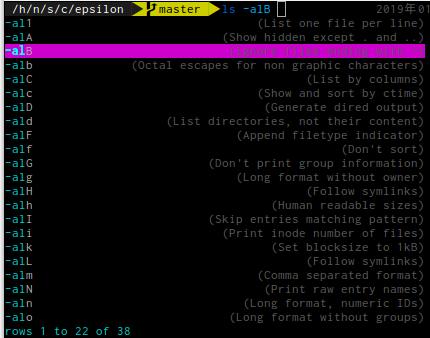 /h/n/s/c/epsilon master ls -alB 2019年01
-al1 (List one file per line)
-alA (Show hidden except . and ..)
-alB (Ignore files ending with ~)
-alb (Octal escapes for non graphic characters)
-alC (List by columns)
-alc (Show and sort by ctime)
-alD (Generate dired output)
-ald (List directories, not their content)
-alF (Append filetype indicator)
-alf (Don't sort)
-alG (Don't print group information)
-alg (Long format without owner)
-alH (Follow symlinks)
-alh (Human readable sizes)
-alI (Skip entries matching pattern)
-ali (Print inode number of files)
-alk (Set blocksize to 1kB)
-alL (Follow symlinks)
-alm (Comma separated format)
-alN (Print raw entry names)
-aln (Long format, numeric IDs)
-alo (Long format without groups)
rows 1 to 22 of 38